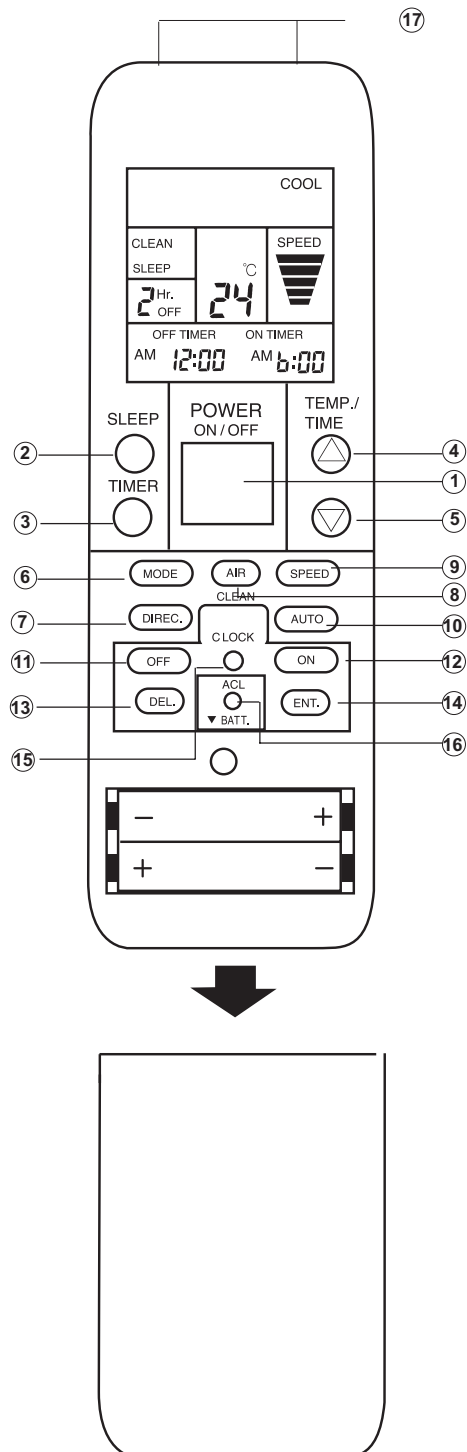 17
COOL
CLEAN
SPEED
SLEEP
°C
2 Hr.
OFF
24
OFF TIMER ON TIMER
AM 12:00 AM 6:00
POWER
ON / OFF
TEMP./
TIME
SLEEP
2
4
TIMER
1
3
5
6
MODE
AIR
SPEED
9
CLEAN
8
7
DIREC.
AUTO
10
CLOCK
11
OFF
ON
12
13
DEL.
ACL
ENT.
14
▼ BATT.
15
16
− +
+ −